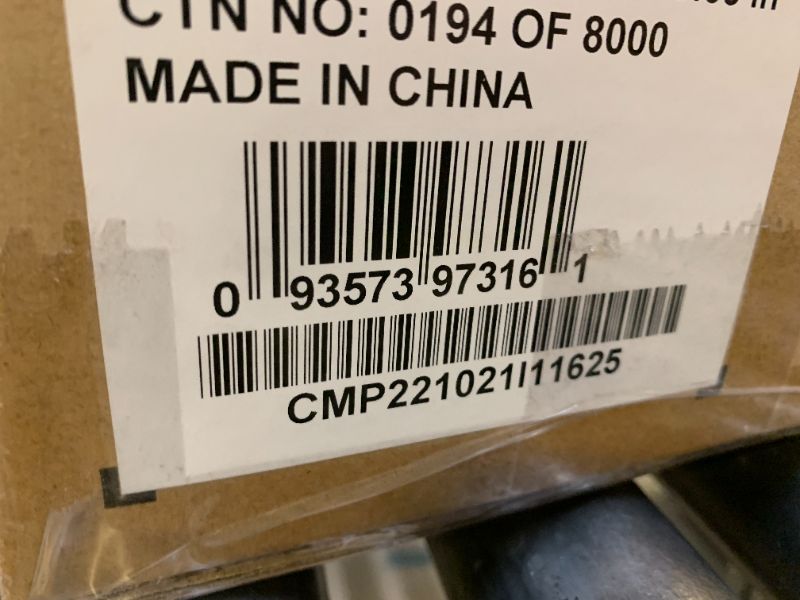 CTN NO: 0194 OF 8000
MADE IN CHINA
0 93573 97316 1
CMP221021I11625